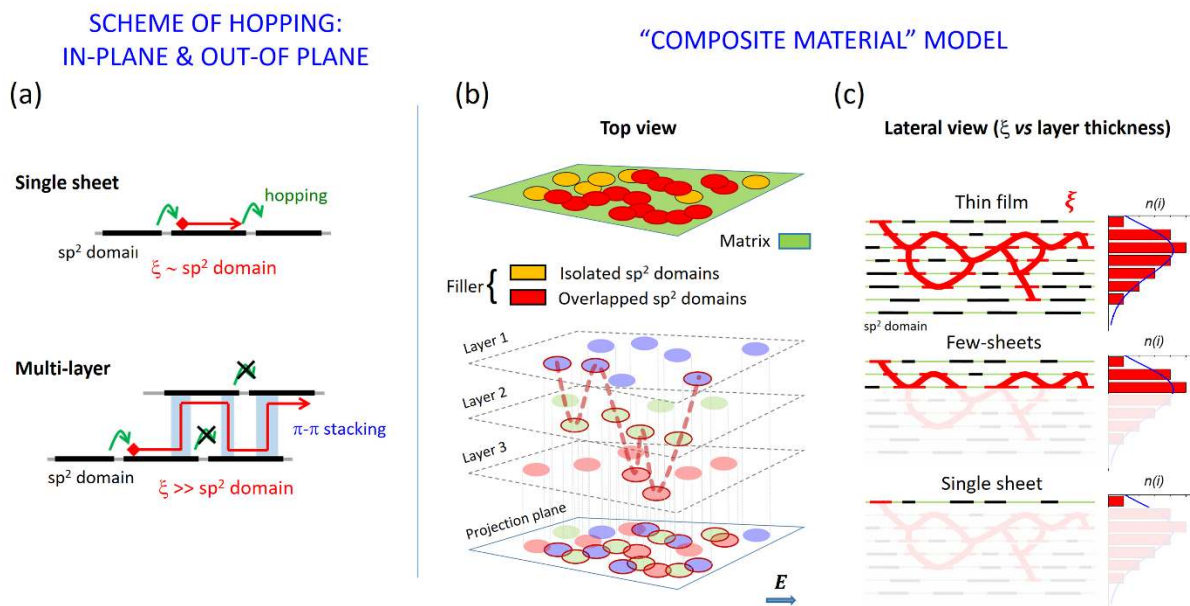 SCHEME OF HOPPING:
IN-PLANE & OUT-OF PLANE
“COMPOSITE MATERIAL” MODEL
(a)
Single sheet
hopping
sp² domain
ξ ~ sp² domain
Multi-layer
π-π stacking
sp² domain
ξ >> sp² domain
(b)
Top view
Matrix
Filler {
Isolated sp² domains
Overlapped sp² domains
Layer 1
Layer 2
Layer 3
Projection plane
E
(c)
Lateral view (ξ vs layer thickness)
Thin film
ξ
n(i)
sp² domain
Few-sheets
n(i)
Single sheet
n(i)